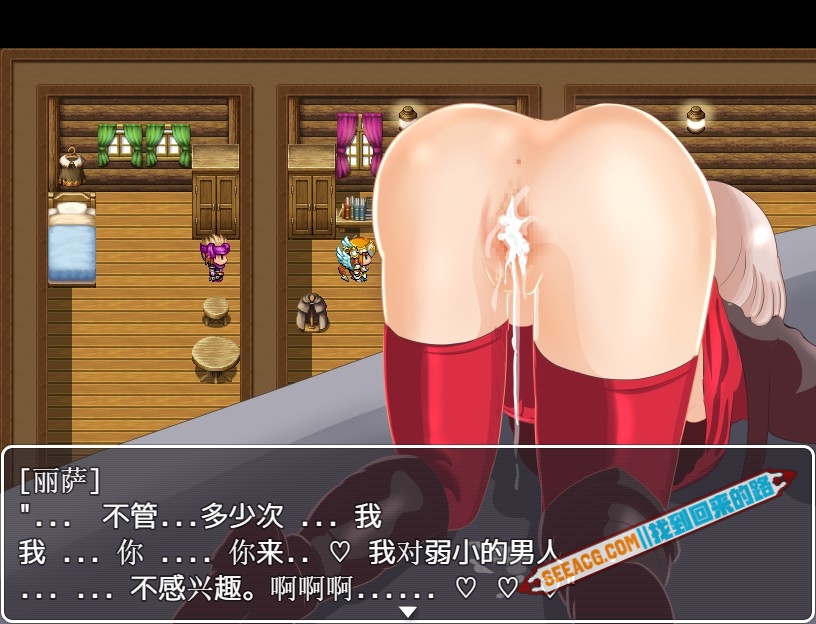 [丽萨]
"... 不管...多少次 ... 我
我 ... 你 .... 你来.. ♡ 我对弱小的男人
... ... 不感兴趣。啊啊啊...... ♡ ♡ ♡
SEEACG.COM||找到回来的路